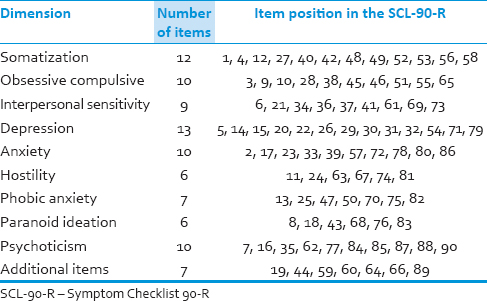 Dimension Number of items Item position in the SCL-90-R
Somatization 12 1, 4, 12, 27, 40, 42, 48, 49, 52, 53, 56, 58
Obsessive compulsive 10 3, 9, 10, 28, 38, 45, 46, 51, 55, 65
Interpersonal sensitivity 9 6, 21, 34, 36, 37, 41, 61, 69, 73
Depression 13 5, 14, 15, 20, 22, 26, 29, 30, 31, 32, 54, 71, 79
Anxiety 10 2, 17, 23, 33, 39, 57, 72, 78, 80, 86
Hostility 6 11, 24, 63, 67, 74, 81
Phobic anxiety 7 13, 25, 47, 50, 70, 75, 82
Paranoid ideation 6 8, 18, 43, 68, 76, 83
Psychoticism 10 7, 16, 35, 62, 77, 84, 85, 87, 88, 90
Additional items 7 19, 44, 59, 60, 64, 66, 89
SCL-90-R – Symptom Checklist 90-R